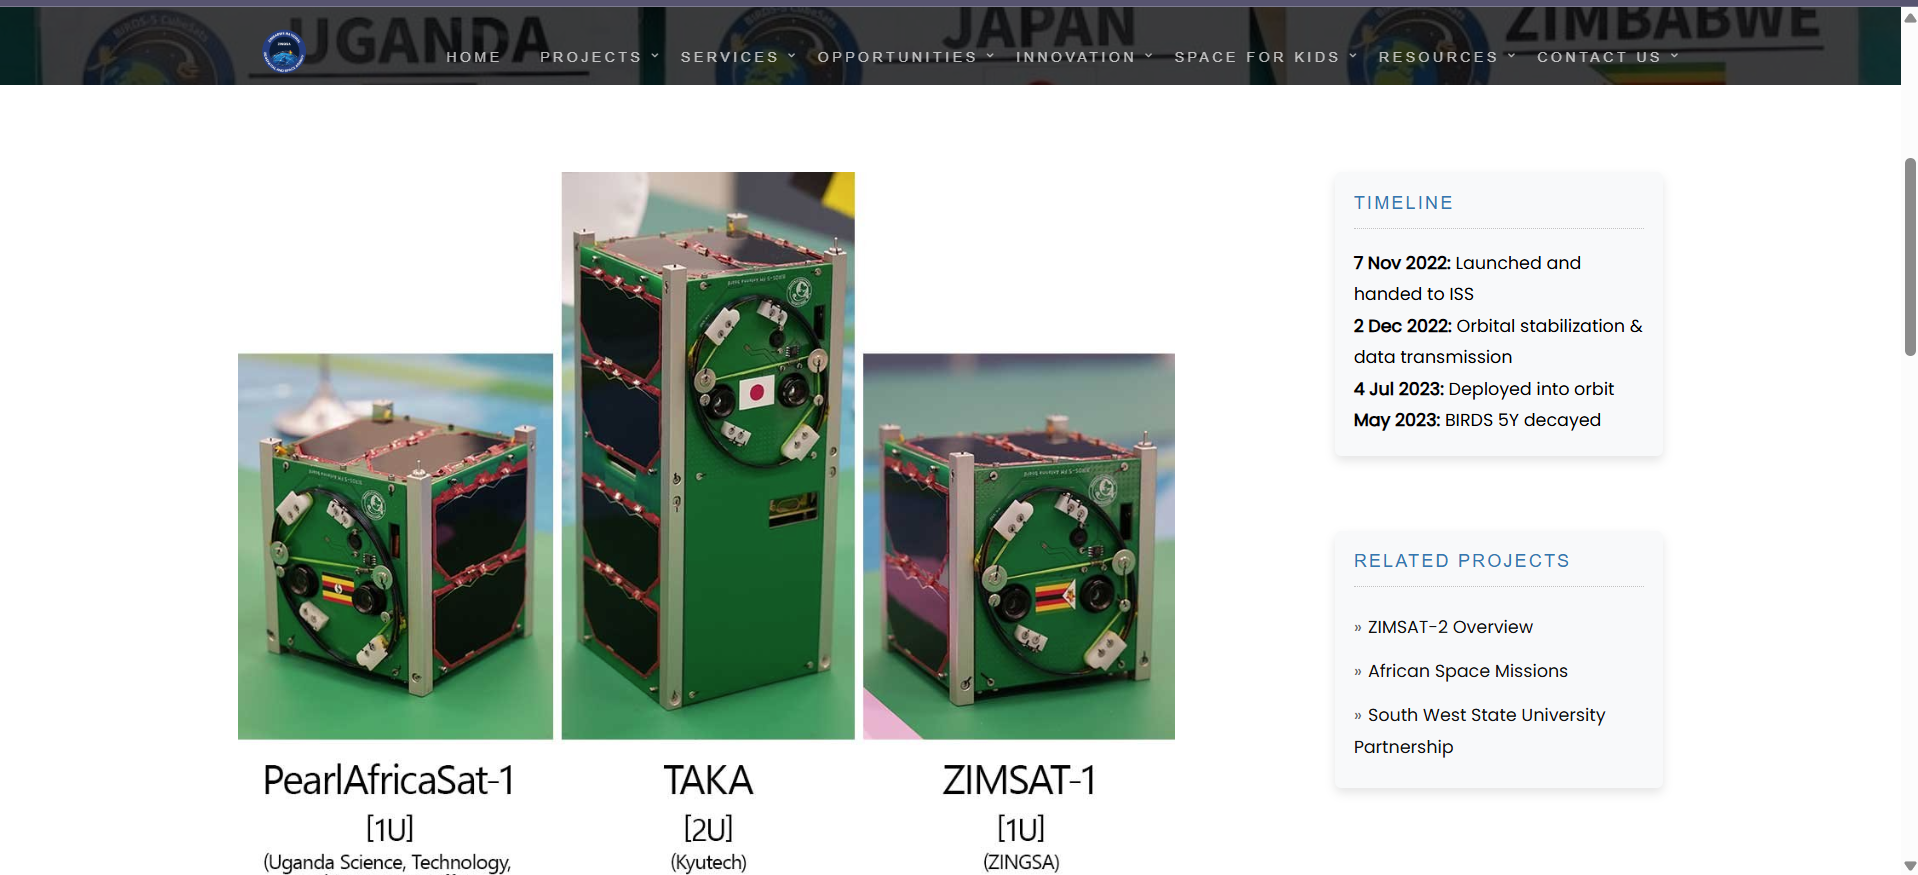 UGANDA
JAPAN
ZIMBABWE
HOME PROJECTS SERVICES OPPORTUNITIES INNOVATION SPACE FOR KIDS RESOURCES CONTACT US
TIMELINE
7 Nov 2022: Launched and
handed to ISS
2 Dec 2022: Orbital stabilization &
data transmission
4 Jul 2023: Deployed into orbit
May 2023: BIRDS 5Y decayed
RELATED PROJECTS
» ZIMSAT-2 Overview
» African Space Missions
» South West State University
Partnership
PearlAfricaSat-1
[1U]
(Uganda Science, Technology,
TAKA
[2U]
(Kyutech)
ZIMSAT-1
[1U]
(ZINGSA)